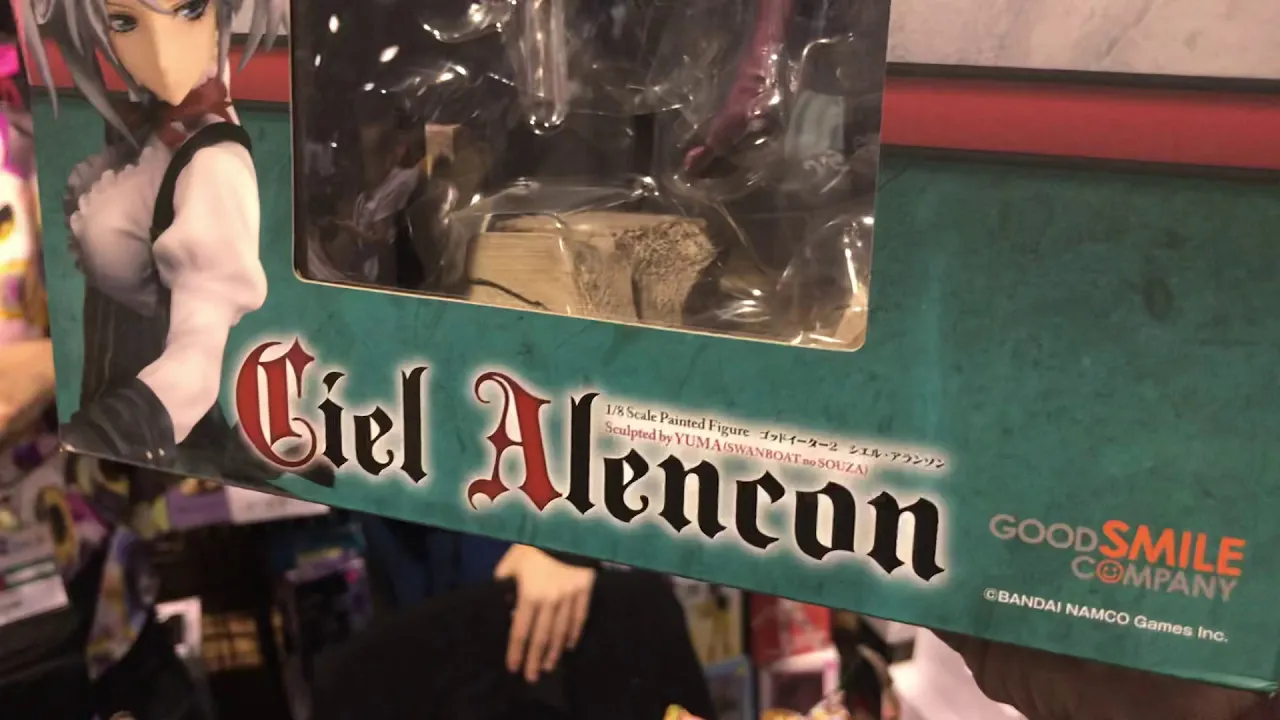 Ciel Alencon
1/8 Scale Painted Figure ゴッドイーター2 シエル・アランソン
Sculpted by YUMA (SWANBOAT no SOUZA)
GOOD SMILE
COMPANY
©BANDAI NAMCO Games Inc.